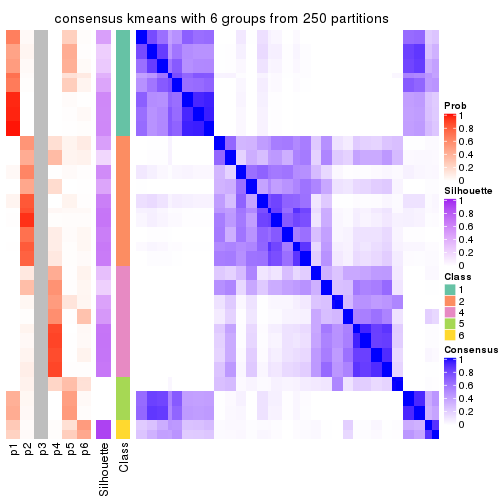 consensus kmeans with 6 groups from 250 partitions
Prob
1
0.8
0.6
0.4
0.2
0
Silhouette
1
0.8
0.6
0.4
0.2
0
Class
1
2
4
5
6
Consensus
1
0.8
0.6
0.4
0.2
0
p1
p2
p3
p4
p5
p6
Silhouette
Class